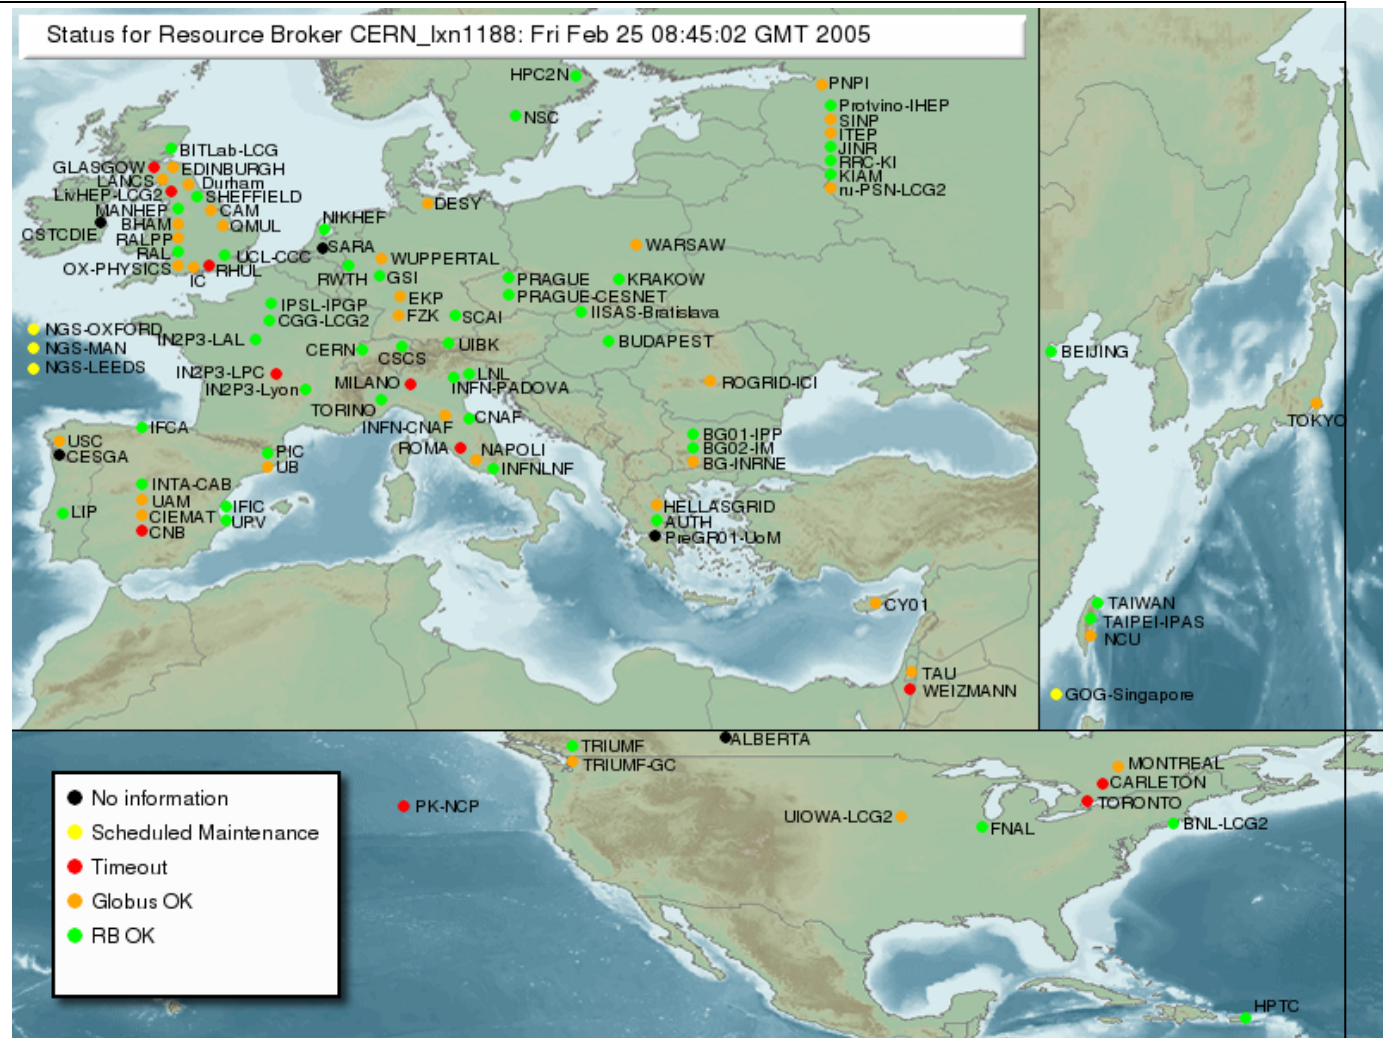 Status for Resource Broker CERN_lxn1188: Fri Feb 25 08:45:02 GMT 2005
HPC2N
NSC
PNPI
Protvino-IHEP
SINP
ITEP
JINR
RRC-KI
KIAM
ru-PSN-LCG2
BITLab-LCG
GLASGOW
EDINBURGH
LANCS
Durham
LivHEP-LCG2
SHEFFIELD
MANHEP
CAM
BHAM
QMUL
CSTCDIE
RALPP
RAL
UCL-CCC
OX-PHYSICS
IC
RHUL
NIKHEF
SARA
DESY
WARSAW
WUPPERTAL
RWTH
GSI
PRAGUE
KRAKOW
PRAGUE-CESNET
EKP
IPSL-IPGP
FZK
SCAI
IISAS-Bratislava
CGG-LCG2
NGS-OXFORD
NGS-MAN
NGS-LEEDS
IN2P3-LAL
CERN
CSCS
UIBK
BUDAPEST
IN2P3-LPC
IN2P3-Lyon
MILANO
LNL
INFN-PADOVA
ROGRID-ICI
TORINO
INFN-CNAF
CNAF
IFCA
ROMA
NAPOLI
INFNLNF
BG01-IPP
BG02-IM
BG-INRNE
USC
CESGA
PIC
UB
INTA-CAB
UAM
CIEMAT
CNB
IFIC
UPV
LIP
HELLASGRID
AUTH
PreGR01-UoM
CY01
TAU
WEIZMANN
BEIJING
TOKYO
TAIWAN
TAIPEI-IPAS
NCU
GOG-Singapore
TRIUMF
TRIUMF-GC
ALBERTA
MONTREAL
CARLETON
TORONTO
PK-NCP
UIOWA-LCG2
FNAL
BNL-LCG2
HPTC
No information
Scheduled Maintenance
Timeout
Globus OK
RB OK